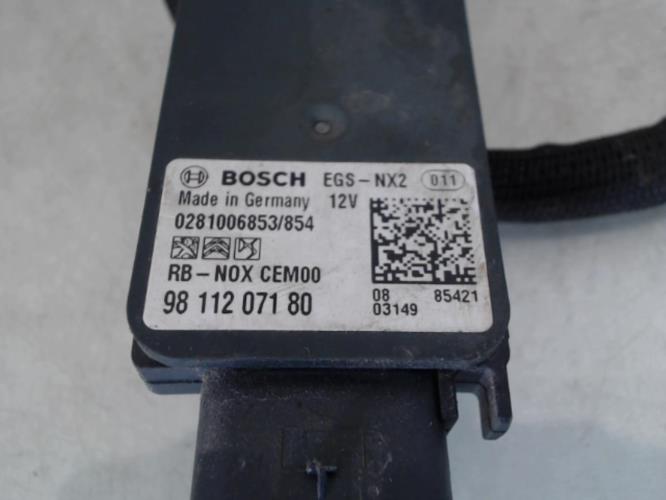 BOSCH EGS-NX2 011
Made in Germany 12V
0281006853/854
RB-NOX CEM00
98 112 071 80
08 85421
03149